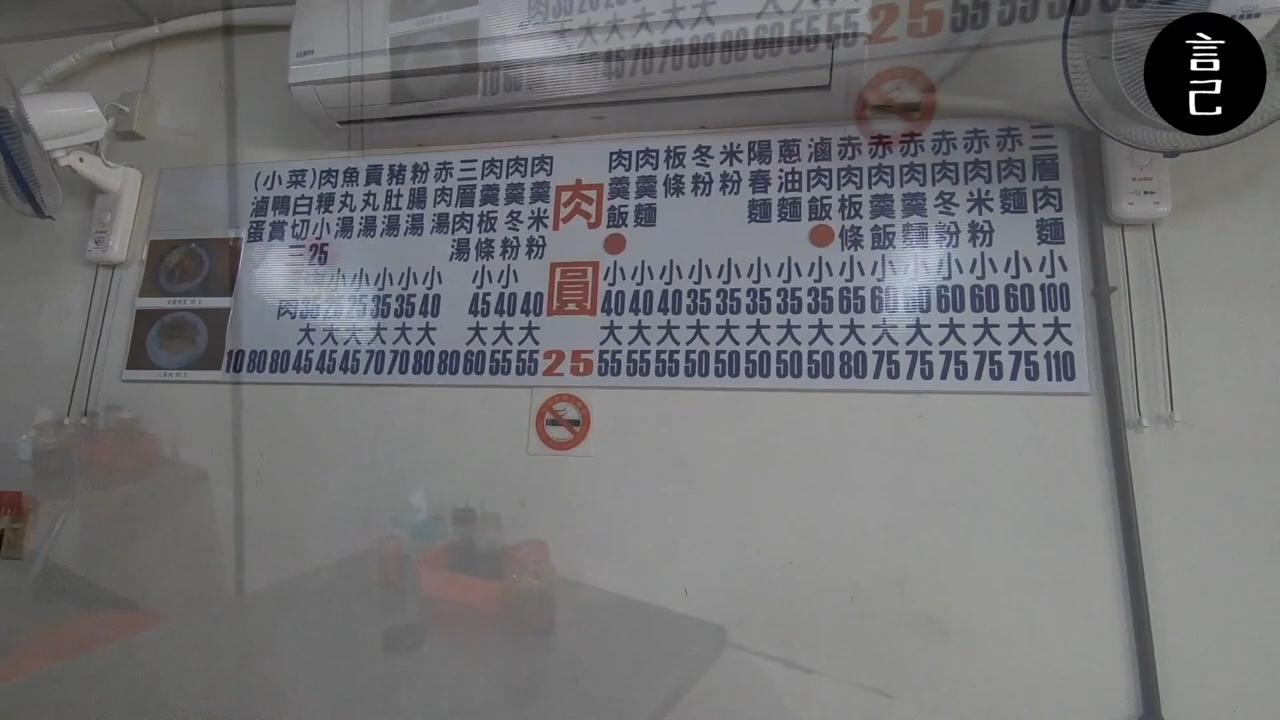 言己
三層肉麵 小100 大110
赤肉麵 小60 大75
赤肉米粉 小60 大75
赤肉冬粉 小60 大75
赤肉羹麵 小60 大75
赤肉羹飯 小60 大75
赤肉板條 小65 大80
滷肉飯 小35 大50
蔥油麵 小35 大50
陽春麵 小35 大50
米粉 小35 大50
冬粉 小35 大50
板條 小40 大55
肉羹麵 小40 大55
肉羹飯 小40 大55
肉圓 25
肉羹米粉 40 大55
肉羹冬粉 小40 大55
肉羹板條 小45 大60
三層肉湯 80
赤肉湯 小40 大80
粉腸湯 小35 大70
豬肚湯 小35 大70
貢丸湯 小25 大45
魚丸湯 小 大45
肉粳小 25 大45
(小菜)
白切 肉 80
鴨賞 80
滷蛋 10
SAMPO